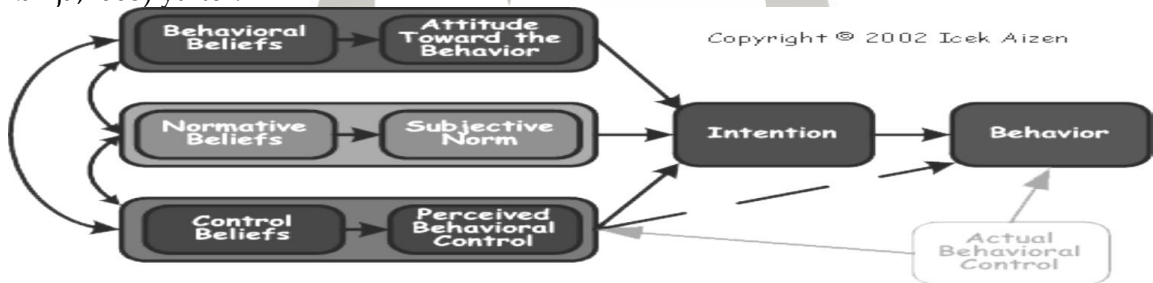 Behavioral
Beliefs
Attitude
Toward the
Behavior
Copyright © 2002 Icek Aizen
Normative
Beliefs
Subjective
Norm
Intention
Behavior
Control
Beliefs
Perceived
Behavioral
Control
Actual
Behavioral
Control